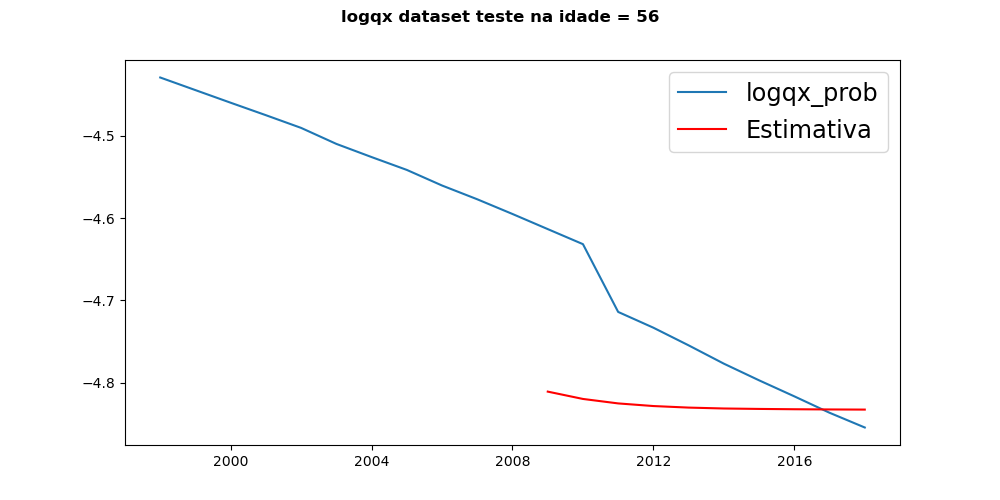 logqx dataset teste na idade = 56
logqx_prob
Estimativa
−4.5
−4.6
−4.7
−4.8
2000 2004 2008 2012 2016